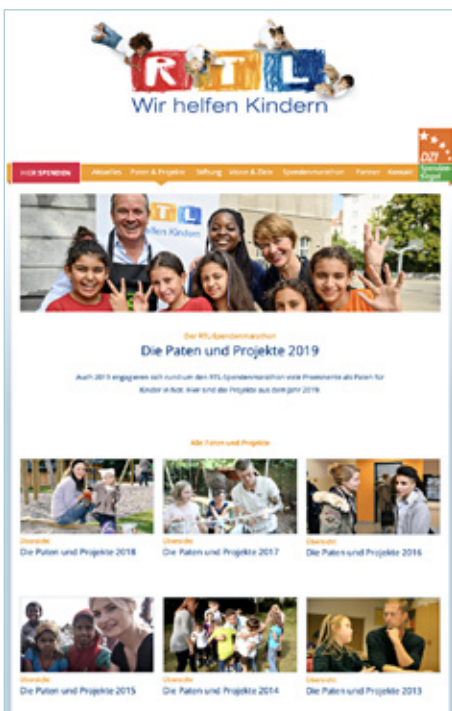 RTL
Wir helfen Kindern
DZI
Spenden-
Siegel
HIER SPENDEN Aktuelles Paten & Projekte Stiftung Vision & Ziele Spendenmarathon Partner Kontakt
RTL
helfen Kindern
Der RTL-Spendenmarathon
Die Paten und Projekte 2019
Auch 2019 engagieren sich rund um den RTL-Spendenmarathon viele Prominente als Paten für
Kinder in Not. Hier sind die Projekte aus dem Jahr 2019.
Alle Paten und Projekte
Übersicht
Die Paten und Projekte 2018
Übersicht
Die Paten und Projekte 2017
Übersicht
Die Paten und Projekte 2016
Übersicht
Die Paten und Projekte 2015
Übersicht
Die Paten und Projekte 2014
Übersicht
Die Paten und Projekte 2013